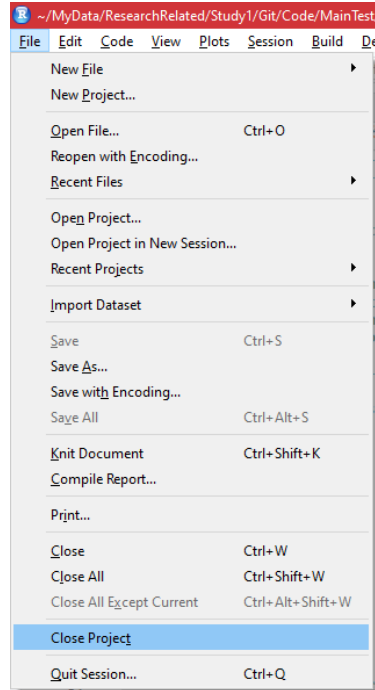 R ~/MyData/ResearchRelated/Study1/Git/Code/MainTest
File Edit Code View Plots Session Build De
New File
New Project...
Open File... Ctrl+O
Reopen with Encoding...
Recent Files
Open Project...
Open Project in New Session...
Recent Projects
Import Dataset
Save Ctrl+S
Save As...
Save with Encoding...
Save All Ctrl+Alt+S
Knit Document Ctrl+Shift+K
Compile Report...
Print...
Close Ctrl+W
Close All Ctrl+Shift+W
Close All Except Current Ctrl+Alt+Shift+W
Close Project
Quit Session... Ctrl+Q